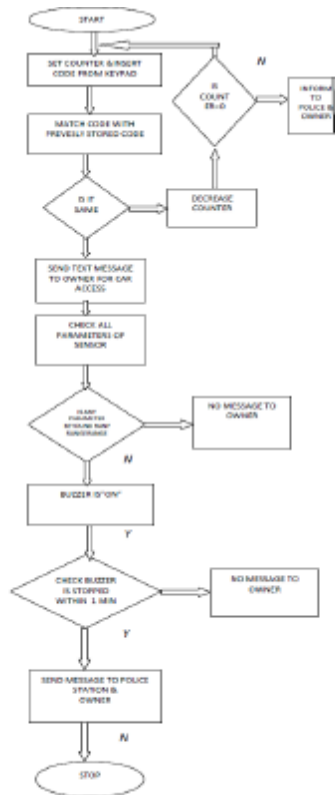 START
SET COUNTER & INSERT
CODE FROM KEYPAD
MATCH CODE WITH
STORED CODE
IS IT
SAME
DECREASE
COUNTER
IS
COUNT
ER=0
N
INFORM
TO
POLICE &
OWNER
SEND TEXT MESSAGE
TO OWNER FOR CAR
ACCESS
CHECK ALL
PARAMETERS OF
SENSOR
PARAMETER
NO MESSAGE TO
OWNER
N
BUZZER IS "ON"
Y
CHECK BUZZER
IS STOPPED
WITHIN 1 MIN
NO MESSAGE TO
OWNER
Y
SEND MESSAGE TO POLICE
STATION &
OWNER
N
STOP